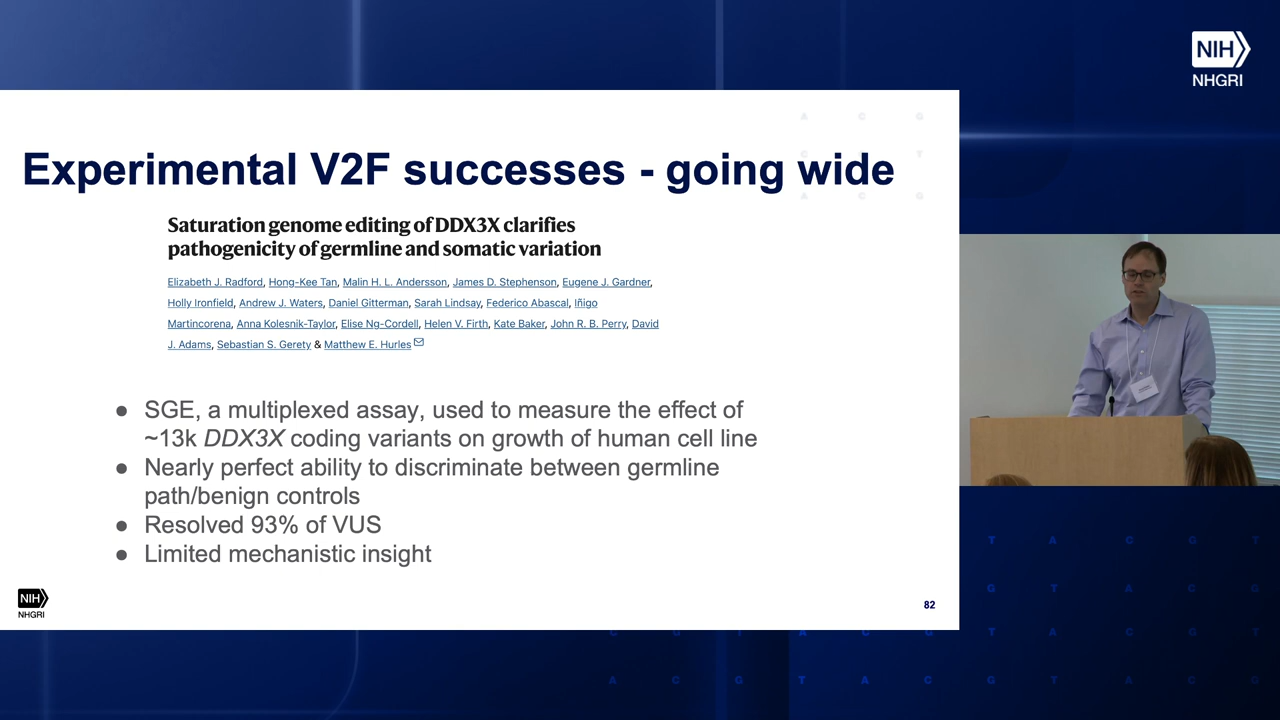 NIH
NHGRI
Experimental V2F successes - going wide
Saturation genome editing of DDX3X clarifies
pathogenicity of germline and somatic variation
Elizabeth J. Radford, Hong-Kee Tan, Malin H. L. Andersson, James D. Stephenson, Eugene J. Gardner,
Holly Ironfield, Andrew J. Waters, Daniel Gitterman, Sarah Lindsay, Federico Abascal, Iñigo
Martincorena, Anna Kolesnik-Taylor, Elise Ng-Cordell, Helen V. Firth, Kate Baker, John R. B. Perry, David
J. Adams, Sebastian S. Gerety & Matthew E. Hurles
● SGE, a multiplexed assay, used to measure the effect of
~13k DDX3X coding variants on growth of human cell line
● Nearly perfect ability to discriminate between germline
path/benign controls
● Resolved 93% of VUS
● Limited mechanistic insight
NIH
NHGRI
82
T A C G T
G T A C G
C G T A C G T A C G T A
A C G T A C G T A C G T